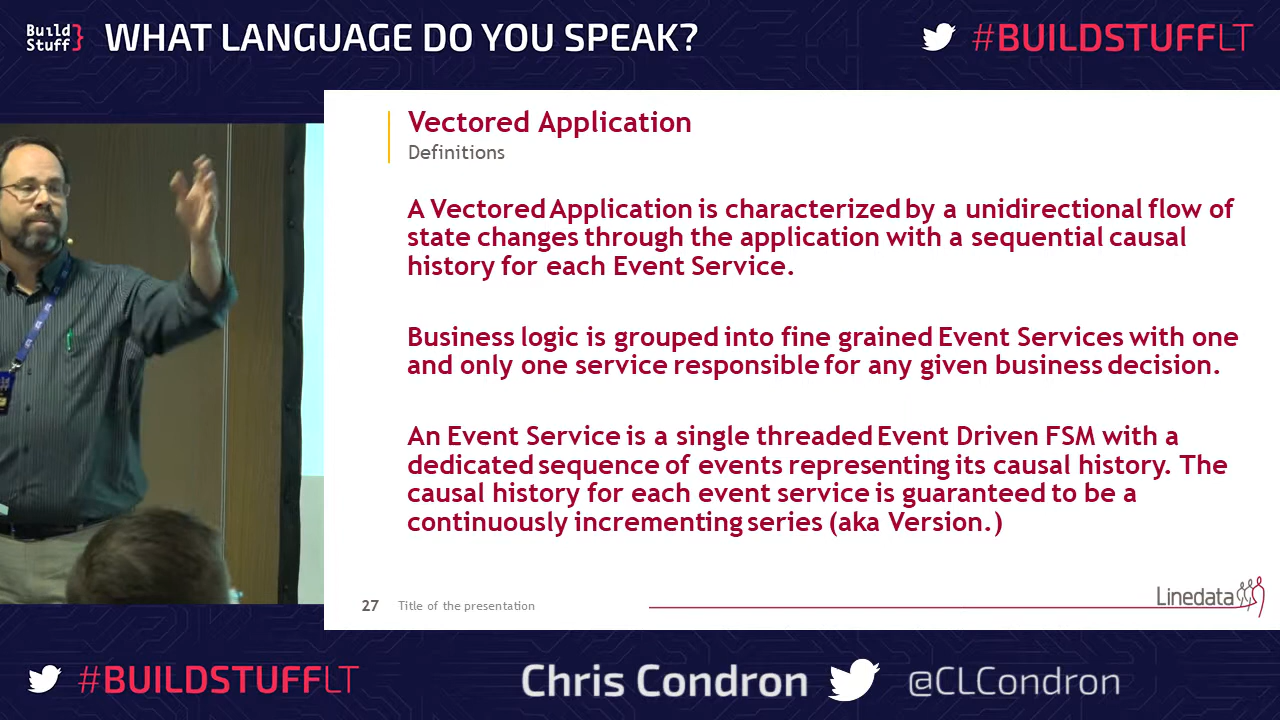 Build
Stuff}
WHAT LANGUAGE DO YOU SPEAK?
#BUILDSTUFFLT
Vectored Application
Definitions
A Vectored Application is characterized by a unidirectional flow of
state changes through the application with a sequential causal
history for each Event Service.
Business logic is grouped into fine grained Event Services with one
and only one service responsible for any given business decision.
An Event Service is a single threaded Event Driven FSM with a
dedicated sequence of events representing its causal history. The
causal history for each event service is guaranteed to be a
continuously incrementing series (aka Version.)
27
Title of the presentation
Linedata
#BUILDSTUFFLT
Chris Condron
@CLCondron